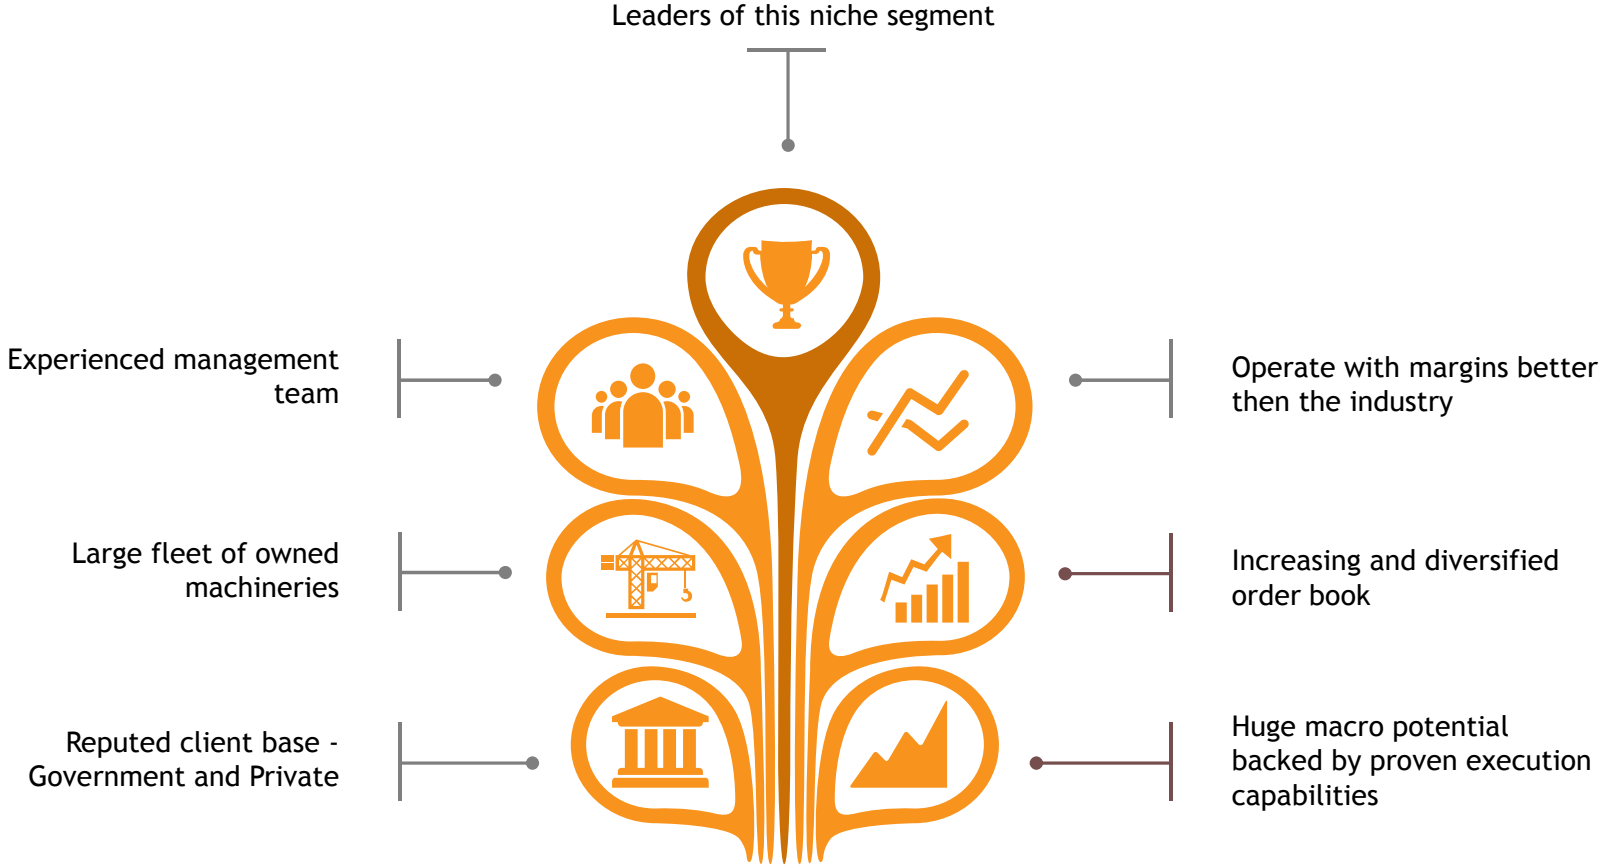 Leaders of this niche segment
Experienced management
team
Operate with margins better
then the industry
Large fleet of owned
machineries
Increasing and diversified
order book
Reputed client base -
Government and Private
Huge macro potential
backed by proven execution
capabilities